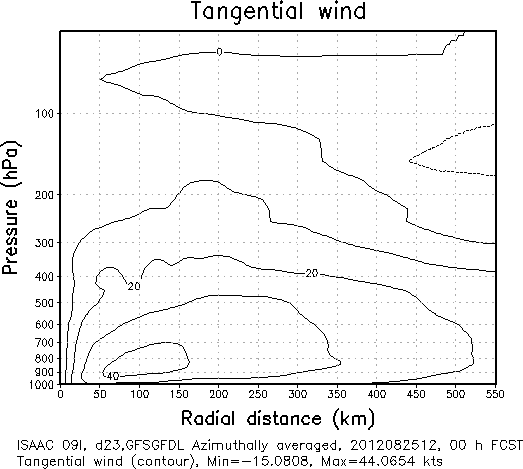 Tangential wind
Pressure (hPa)
100
200
300
400
500
600
700
800
900
1000
0
20
20
40
0 50 100 150 200 250 300 350 400 450 500 550
Radial distance (km)
ISAAC 09l, d23,GFSGFDL Azimuthally averaged, 2012082512, 00 h FCST
Tangential wind (contour), Min=−15.0808, Max=44.0654 kts